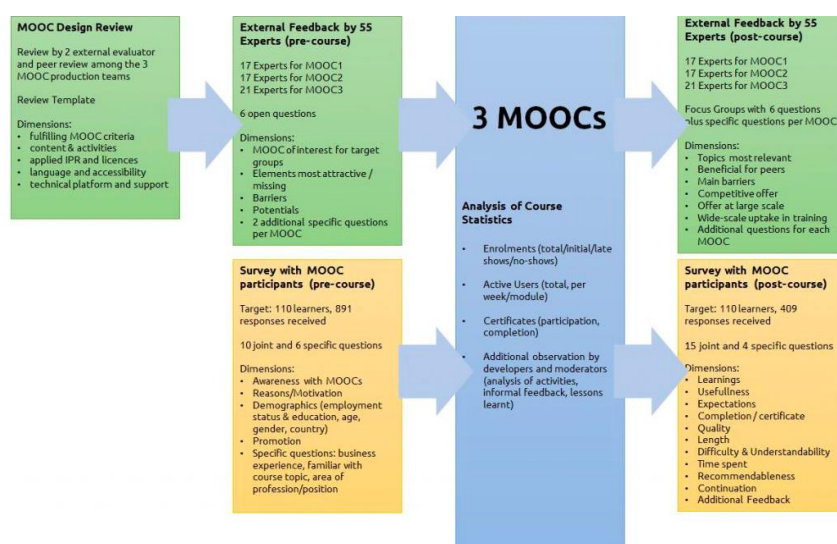 MOOC Design Review
Review by 2 external evaluator
and peer review among the 3
MOOC production teams
Review Template
Dimensions:
• fulfilling MOOC criteria
• content & activities
• applied IPR and licences
• language and accessibility
• technical platform and support
External Feedback by 55
Experts (pre-course)
17 Experts for MOOC1
17 Experts for MOOC2
21 Experts for MOOC3
6 open questions
Dimensions:
• MOOC of interest for target
groups
• Elements most attractive /
missing
• Barriers
• Potentials
• 2 additional specific questions
per MOOC
Survey with MOOC
participants (pre-course)
Target: 110 learners, 891
responses received
10 joint and 6 specific questions
Dimensions:
• Awareness with MOOCs
• Reasons/Motivation
• Demographics (employment
status & education, age,
gender, country)
• Promotion
• Specific questions: business
experience, familiar with
course topic, area of
profession/position
3 MOOCs
Analysis of Course
Statistics
• Enrolments (total/initial/late
shows/no-shows)
• Active Users (total, per
week/module)
• Certificates (participation,
completion)
• Additional observation by
developers and moderators
(analysis of activities,
informal feedback, lessons
learnt)
External Feedback by 55
Experts (post-course)
17 Experts for MOOC1
17 Experts for MOOC2
21 Experts for MOOC3
Focus Groups with 6 questions
plus specific questions per MOOC
Dimensions:
• Topics most relevant
• Beneficial for peers
• Main barriers
• Competitive offer
• Offer at large scale
• Wide-scale uptake in training
• Additional questions for each
MOOC
Survey with MOOC
participants (post-course)
Target: 110 learners, 409
responses received
15 joint and 4 specific questions
Dimensions:
• Learnings
• Usefullness
• Expectations
• Completion / certificate
• Quality
• Length
• Difficulty & Understandability
• Time spent
• Recommendableness
• Continuation
• Additional Feedback